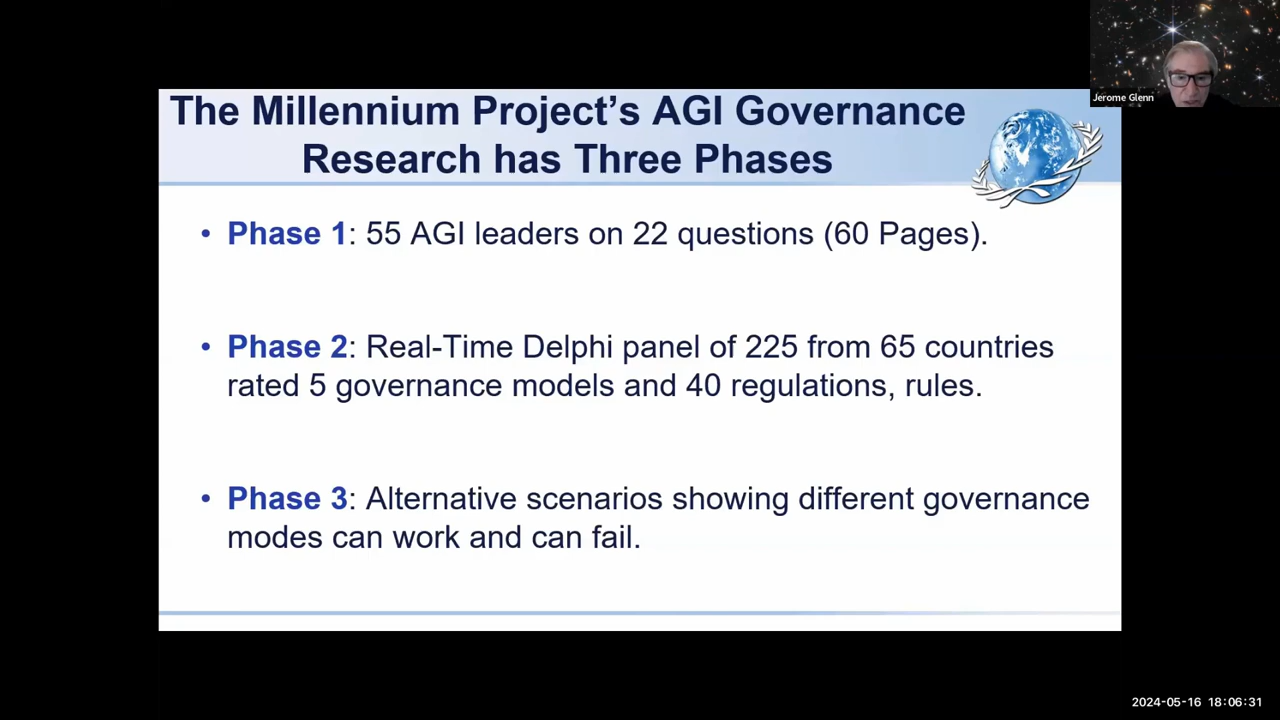 The Millennium Project’s AGI Governance
Research has Three Phases
Jerome Glenn
• Phase 1: 55 AGI leaders on 22 questions (60 Pages).
• Phase 2: Real-Time Delphi panel of 225 from 65 countries
rated 5 governance models and 40 regulations, rules.
• Phase 3: Alternative scenarios showing different governance
modes can work and can fail.
2024-05-16 18:06:31